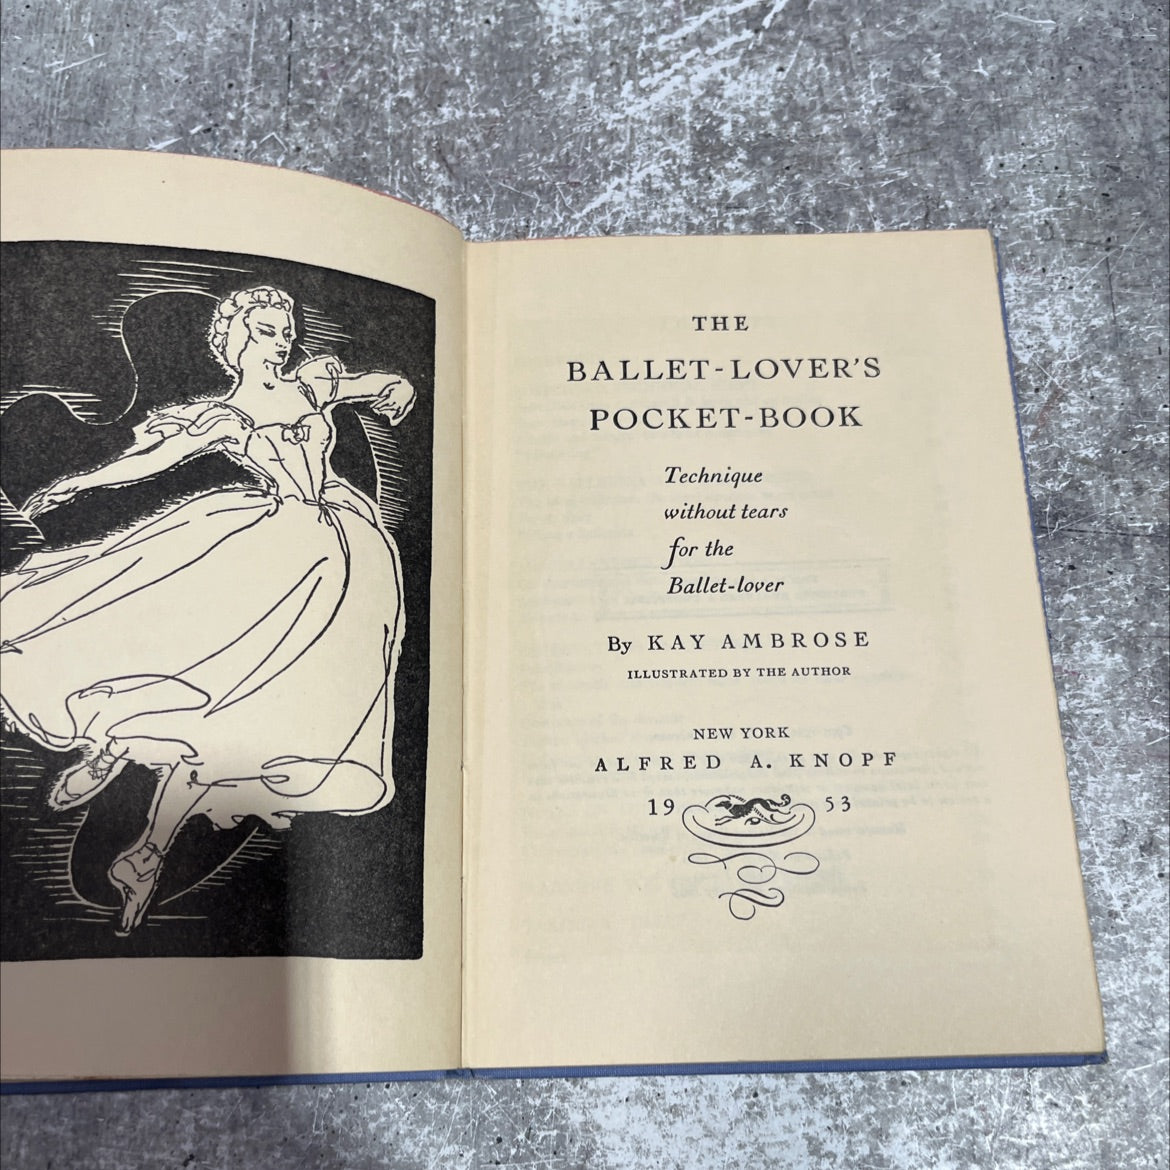 THE
BALLET-LOVER'S
POCKET-BOOK
Technique
without tears
for the
Ballet-lover
By KAY AMBROSE
ILLUSTRATED BY THE AUTHOR
NEW YORK
ALFRED A. KNOPF
19 53